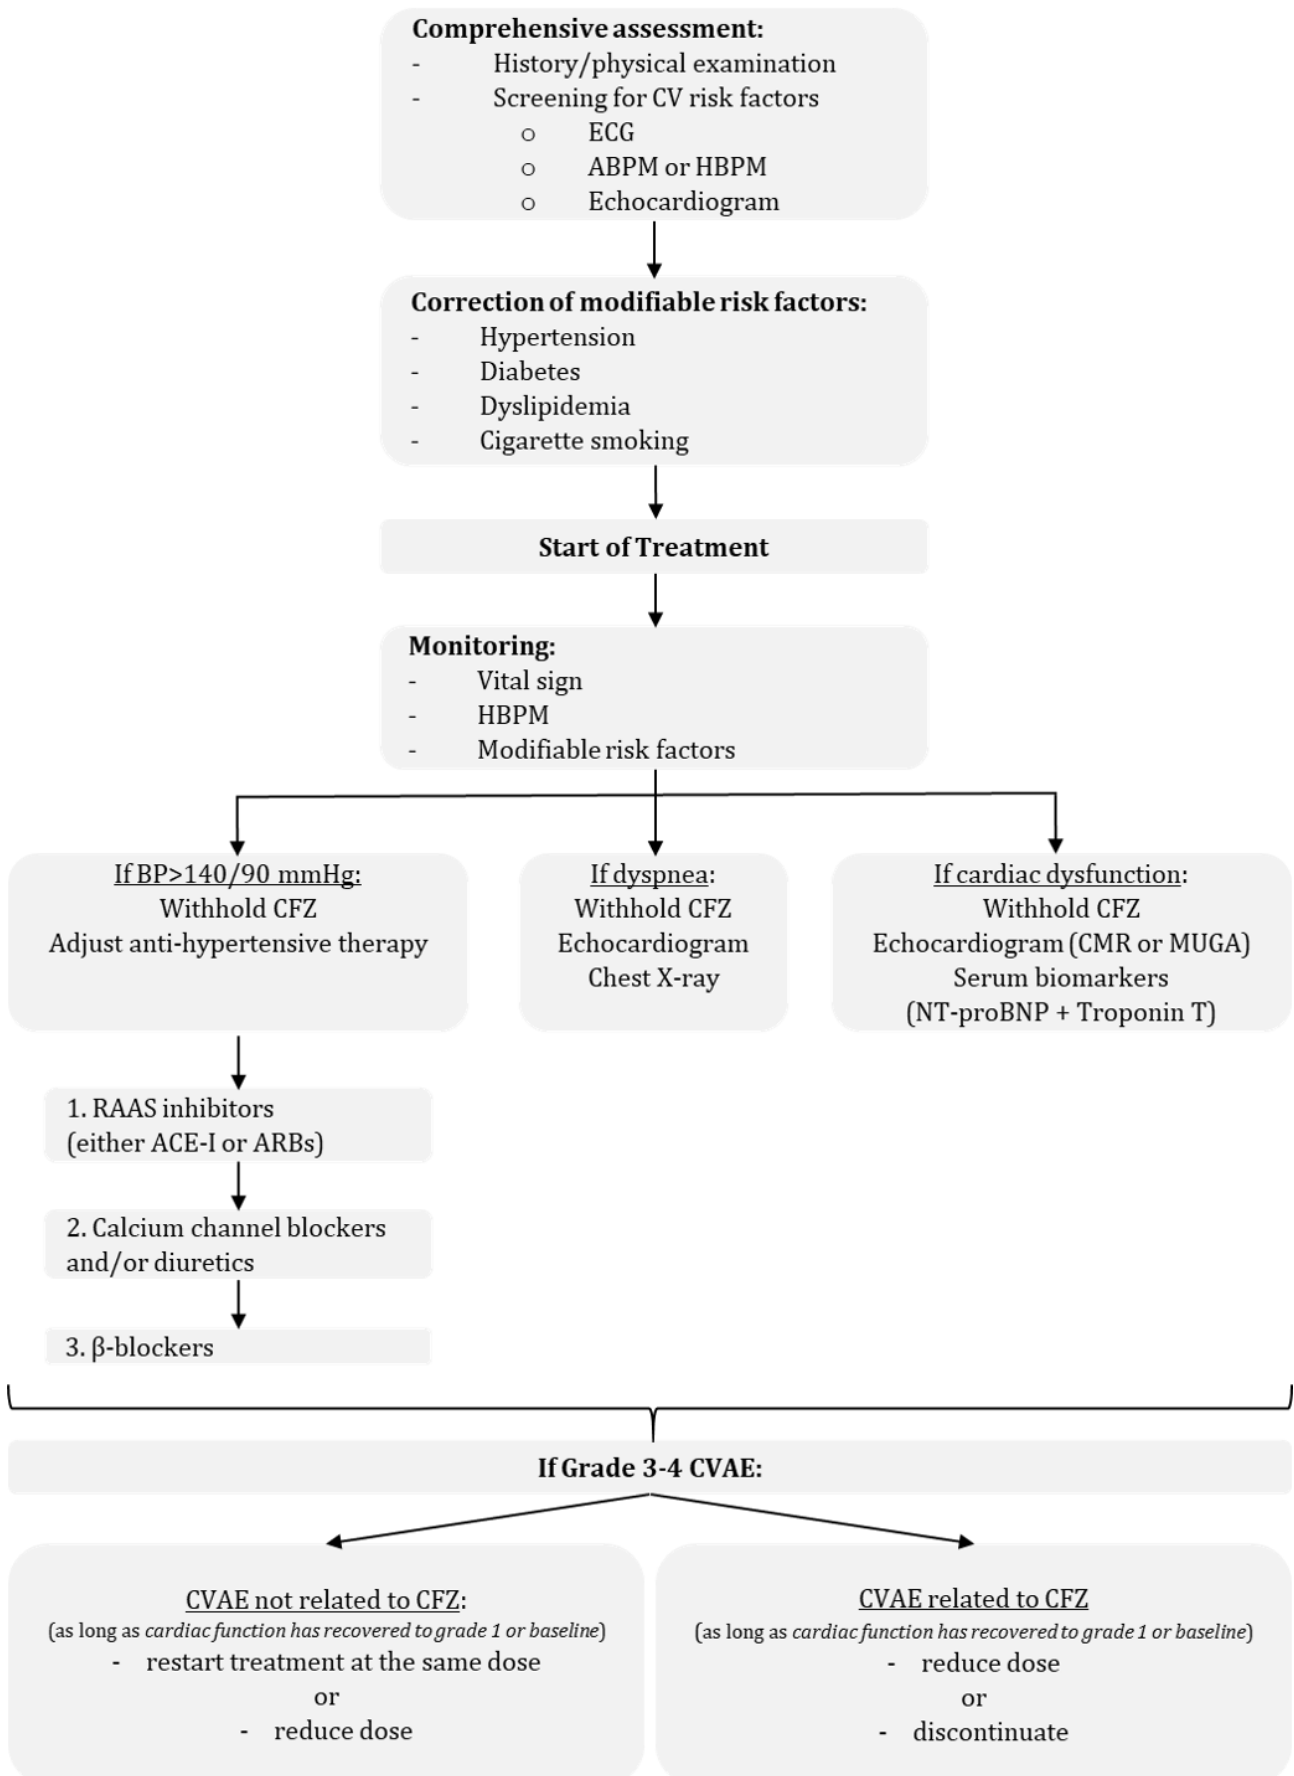 Comprehensive assessment:
- History/physical examination
- Screening for CV risk factors
o ECG
o ABPM or HBPM
o Echocardiogram
Correction of modifiable risk factors:
- Hypertension
- Diabetes
- Dyslipidemia
- Cigarette smoking
Start of Treatment
Monitoring:
- Vital sign
- HBPM
- Modifiable risk factors
If BP>140/90 mmHg:
Withhold CFZ
Adjust anti-hypertensive therapy
If dyspnea:
Withhold CFZ
Echocardiogram
Chest X-ray
If cardiac dysfunction:
Withhold CFZ
Echocardiogram (CMR or MUGA)
Serum biomarkers
(NT-proBNP + Troponin T)
1. RAAS inhibitors
(either ACE-I or ARBs)
2. Calcium channel blockers
and/or diuretics
3. β-blockers
If Grade 3-4 CVAE:
CVAE not related to CFZ:
(as long as cardiac function has recovered to grade 1 or baseline)
- restart treatment at the same dose
or
- reduce dose
CVAE related to CFZ
(as long as cardiac function has recovered to grade 1 or baseline)
- reduce dose
or
- discontinuate